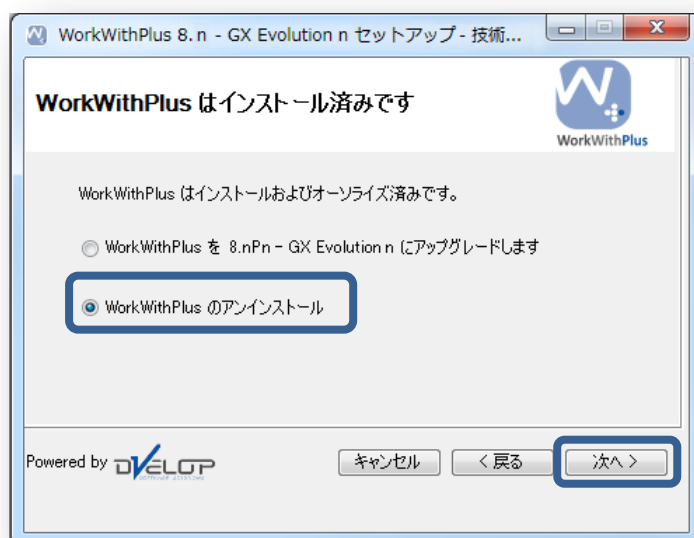 WorkWithPlus 8.n - GX Evolution n セットアップ - 技術...
WorkWithPlus はインストール済みです
WorkWithPlus
WorkWithPlus はインストールおよびオーソライズ済みです。
WorkWithPlus を 8.nPn - GX Evolution n にアップグレードします
WorkWithPlus のアンインストール
Powered by DVELOP
キャンセル
< 戻る
次へ >